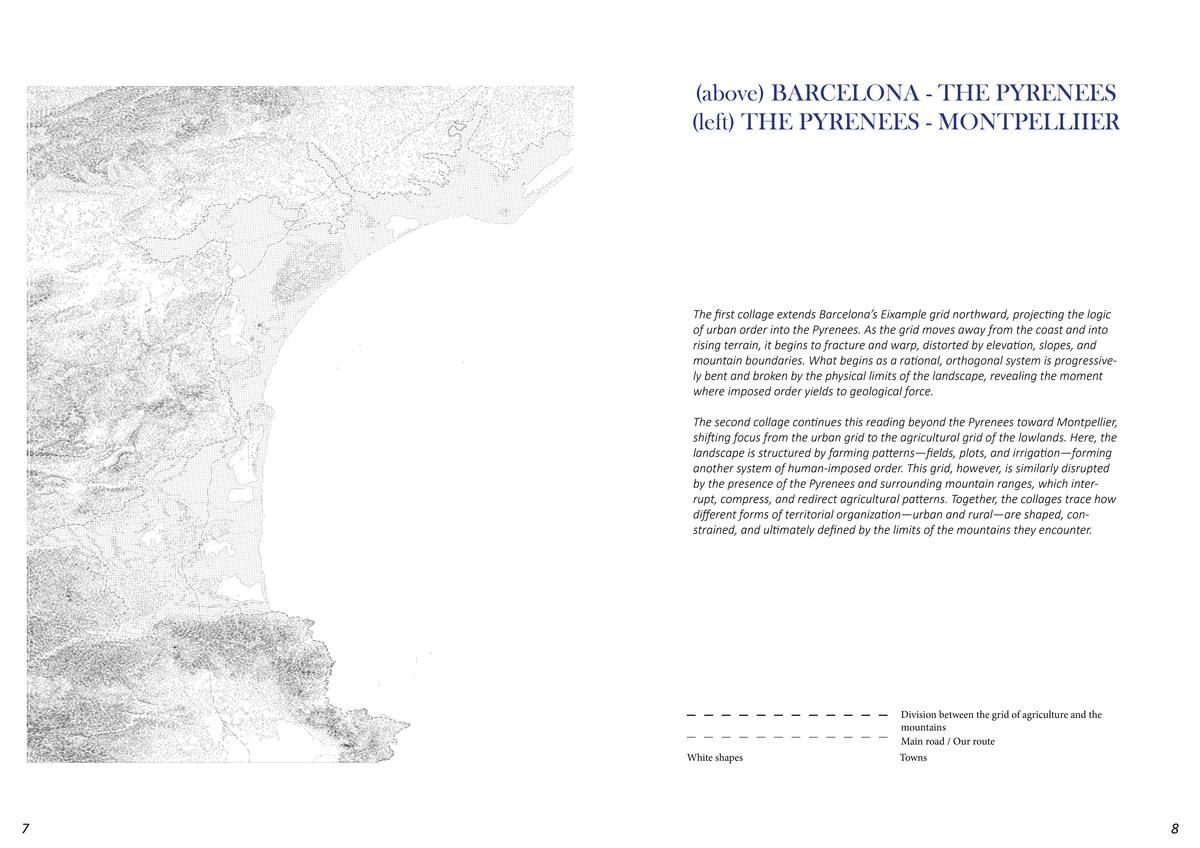 (above) BARCELONA - THE PYRENEES
(left) THE PYRENEES - MONTPELLIIER
The first collage extends Barcelona’s Eixample grid northward, projecting the logic
of urban order into the Pyrenees. As the grid moves away from the coast and into
rising terrain, it begins to fracture and warp, distorted by elevation, slopes, and
mountain boundaries. What begins as a rational, orthogonal system is progressive-
ly bent and broken by the physical limits of the landscape, revealing the moment
where imposed order yields to geological force.
The second collage continues this reading beyond the Pyrenees toward Montpellier,
shifting focus from the urban grid to the agricultural grid of the lowlands. Here, the
landscape is structured by farming patterns—fields, plots, and irrigation—forming
another system of human-imposed order. This grid, however, is similarly disrupted
by the presence of the Pyrenees and surrounding mountain ranges, which inter-
rupt, compress, and redirect agricultural patterns. Together, the collages trace how
different forms of territorial organization—urban and rural—are shaped, con-
strained, and ultimately defined by the limits of the mountains they encounter.
Division between the grid of agriculture and the
mountains
Main road / Our route
White shapes
Towns
7
8